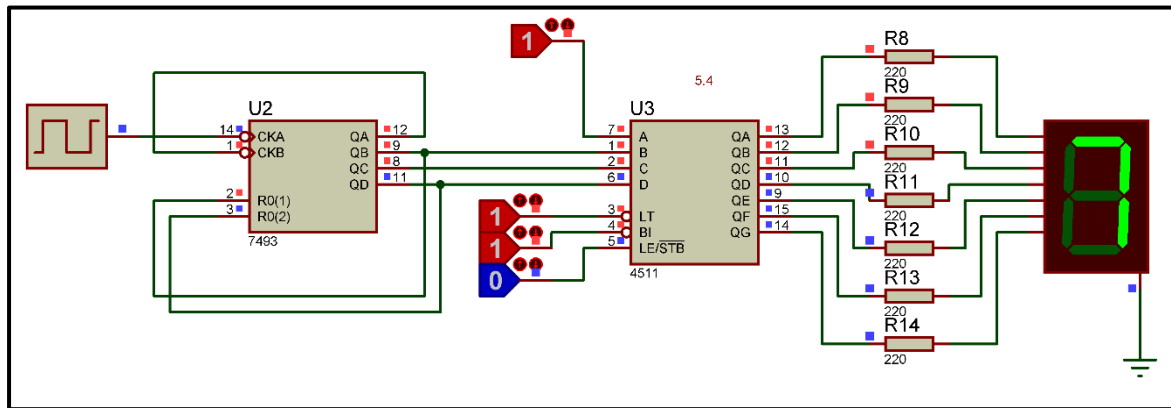 1
5.4
U2
14 CKA QA 12
1 CKB QB 9
QC 8
QD 11
2 R0(1)
3 R0(2)
7493
U3
7 A QA 13
1 B QB 12
2 C QC 11
6 D QD 10
QE 9
3 LT QF 15
4 BI QG 14
5 LE/STB
4511
1
1
0
R8
220
R9
220
R10
220
R11
220
R12
220
R13
220
R14
220